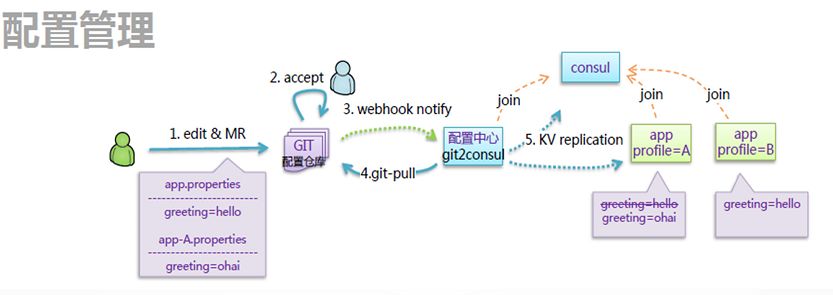 配置管理
2. accept
consul
3. webhook notify
join
join
join
1. edit & MR
GIT
配置仓库
配置中心
git2consul
5. KV replication
app
profile=A
app
profile=B
4.git-pull
app.properties
greeting=hello
app-A.properties
greeting=ohai
greeting=hello
greeting=ohai
greeting=hello